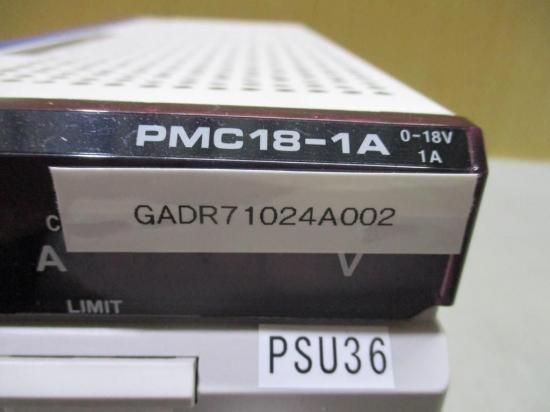 PMC18-1A 0-18V
1A
GADR71024A002
C
A V
LIMIT
PSU36